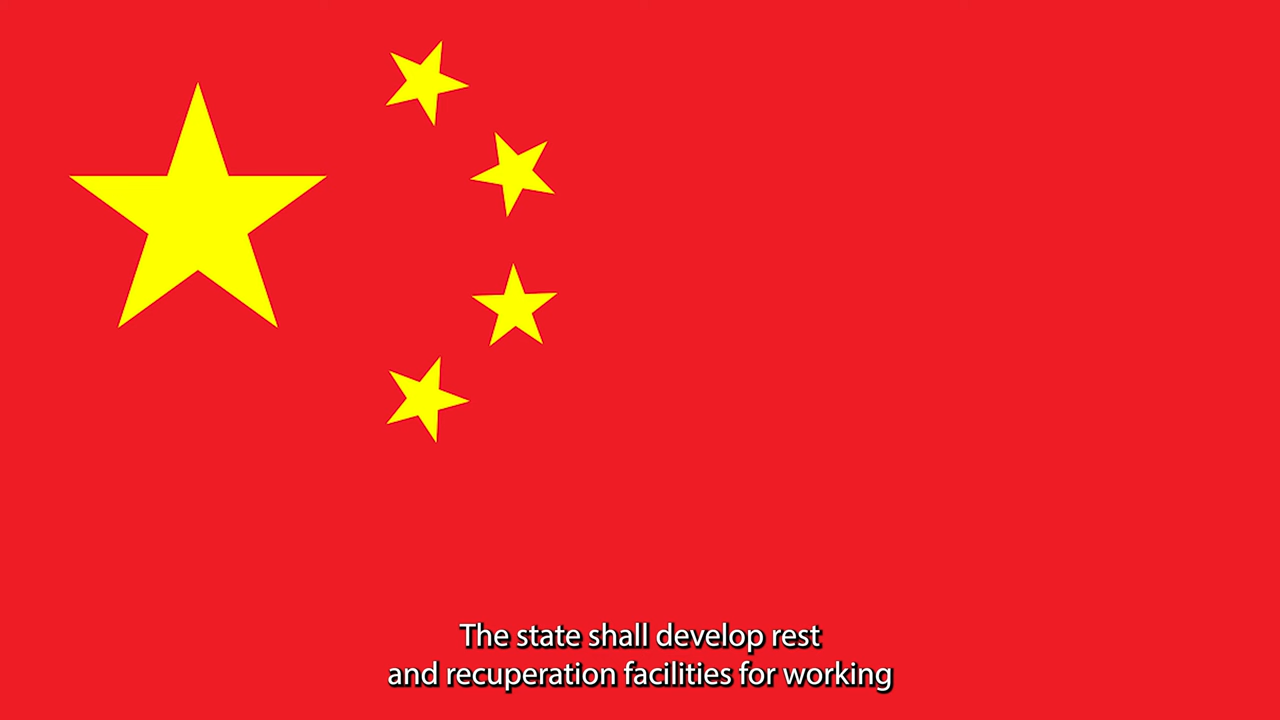 The state shall develop rest
and recuperation facilities for working